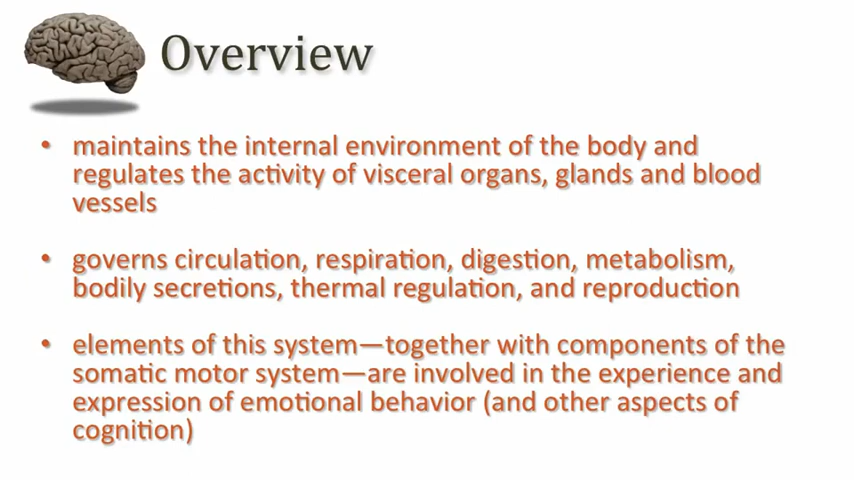 Overview
• maintains the internal environment of the body and
regulates the activity of visceral organs, glands and blood
vessels
• governs circulation, respiration, digestion, metabolism,
bodily secretions, thermal regulation, and reproduction
• elements of this system—together with components of the
somatic motor system—are involved in the experience and
expression of emotional behavior (and other aspects of
cognition)